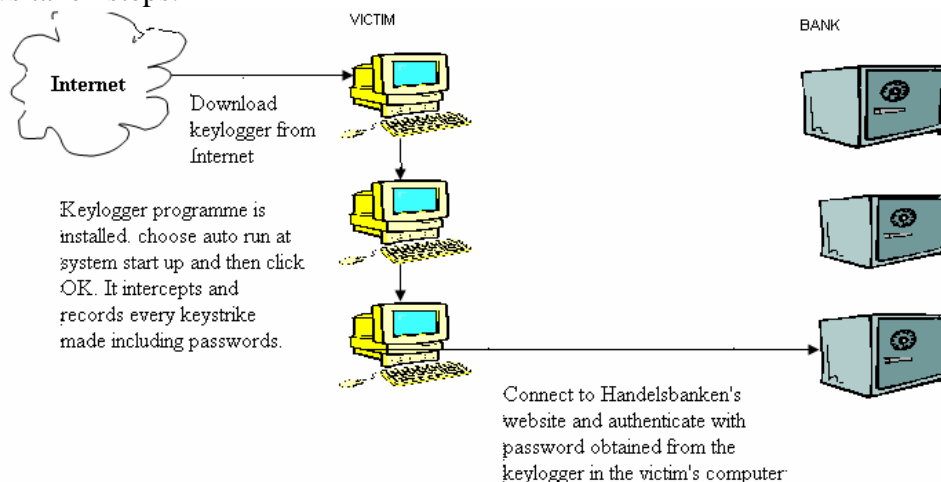 VICTIM
BANK
Internet
Download
keylogger from
Internet
Keylogger programme is
installed. choose auto run at
system start up and then click
OK. It intercepts and
records every keystrike
made including passwords.
Connect to Handelsbanken's
website and authenticate with
password obtained from the
keylogger in the victim's computer